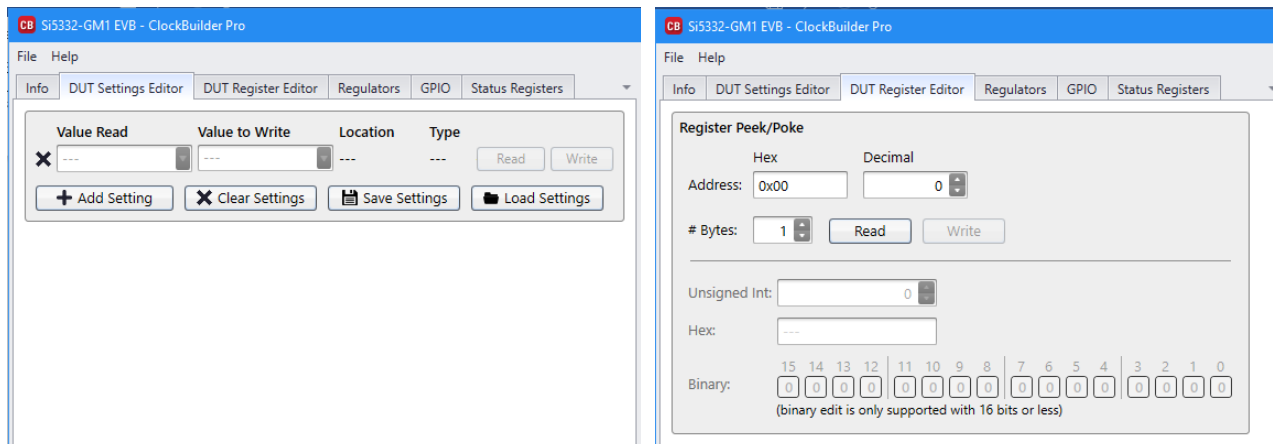 CB Si5332-GM1 EVB - ClockBuilder Pro
File Help
Info DUT Settings Editor DUT Register Editor Regulators GPIO Status Registers
Value Read Value to Write Location Type
--- --- --- --- Read Write
Add Setting Clear Settings Save Settings Load Settings
CB Si5332-GM1 EVB - ClockBuilder Pro
File Help
Info DUT Settings Editor DUT Register Editor Regulators GPIO Status Registers
Register Peek/Poke
Hex Decimal
Address: 0x00 0
# Bytes: 1 Read Write
Unsigned Int: 0
Hex: ---
15 14 13 12 11 10 9 8 7 6 5 4 3 2 1 0
Binary: 0 0 0 0 0 0 0 0 0 0 0 0 0 0 0 0
(binary edit is only supported with 16 bits or less)